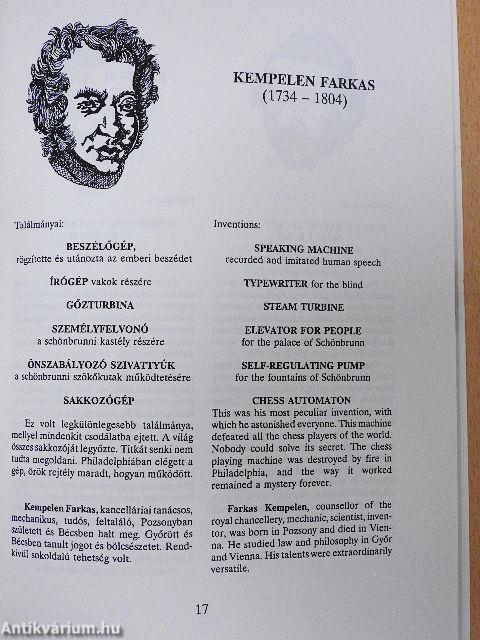 KEMPELEN FARKAS
(1734 – 1804)
Találmányai:
BESZÉLŐGÉP,
rögzítette és utánozta az emberi beszédet
ÍRÓGÉP vakok részére
GŐZTURBINA
SZEMÉLYFELVONÓ
a schönbrunni kastély részére
ÖNSZABÁLYOZÓ SZIVATTYÚK
a schönbrunni szökőkutak működtetésére
SAKKOZÓGÉP
Ez volt legkülönlegesebb találmánya,
mellyel mindenkit csodálatba ejtett. A világ
összes sakkozóját legyőzte. Titkát senki nem
tudta megoldani. Philadelphiában elégett a
gép, örök rejtély maradt, hogyan működött.
Kempelen Farkas, kancelláriai tanácsos,
mechanikus, tudós, feltaláló, Pozsonyban
született és Bécsben halt meg. Győrött és
Bécsben tanult jogot és bölcsészetet. Rend-
kívül sokoldalú tehetség volt.
Inventions:
SPEAKING MACHINE
recorded and imitated human speech
TYPEWRITER for the blind
STEAM TURBINE
ELEVATOR FOR PEOPLE
for the palace of Schönbrunn
SELF-REGULATING PUMP
for the fountains of Schönbrunn
CHESS AUTOMATON
This was his most peculiar invention, with
which he astonished everyone. This machine
defeated all the chess players of the world.
Nobody could solve its secret. The chess
playing machine was destroyed by fire in
Philadelphia, and the way it worked
remained a mystery forever.
Farkas Kempelen, counsellor of the
royal chancellery, mechanic, scientist, inven-
tor, was born in Pozsony and died in Vien-
na. He studied law and philosophy in Győr
and Vienna. His talents were extraordinarily
versatile.
17
Antikvárium.hu